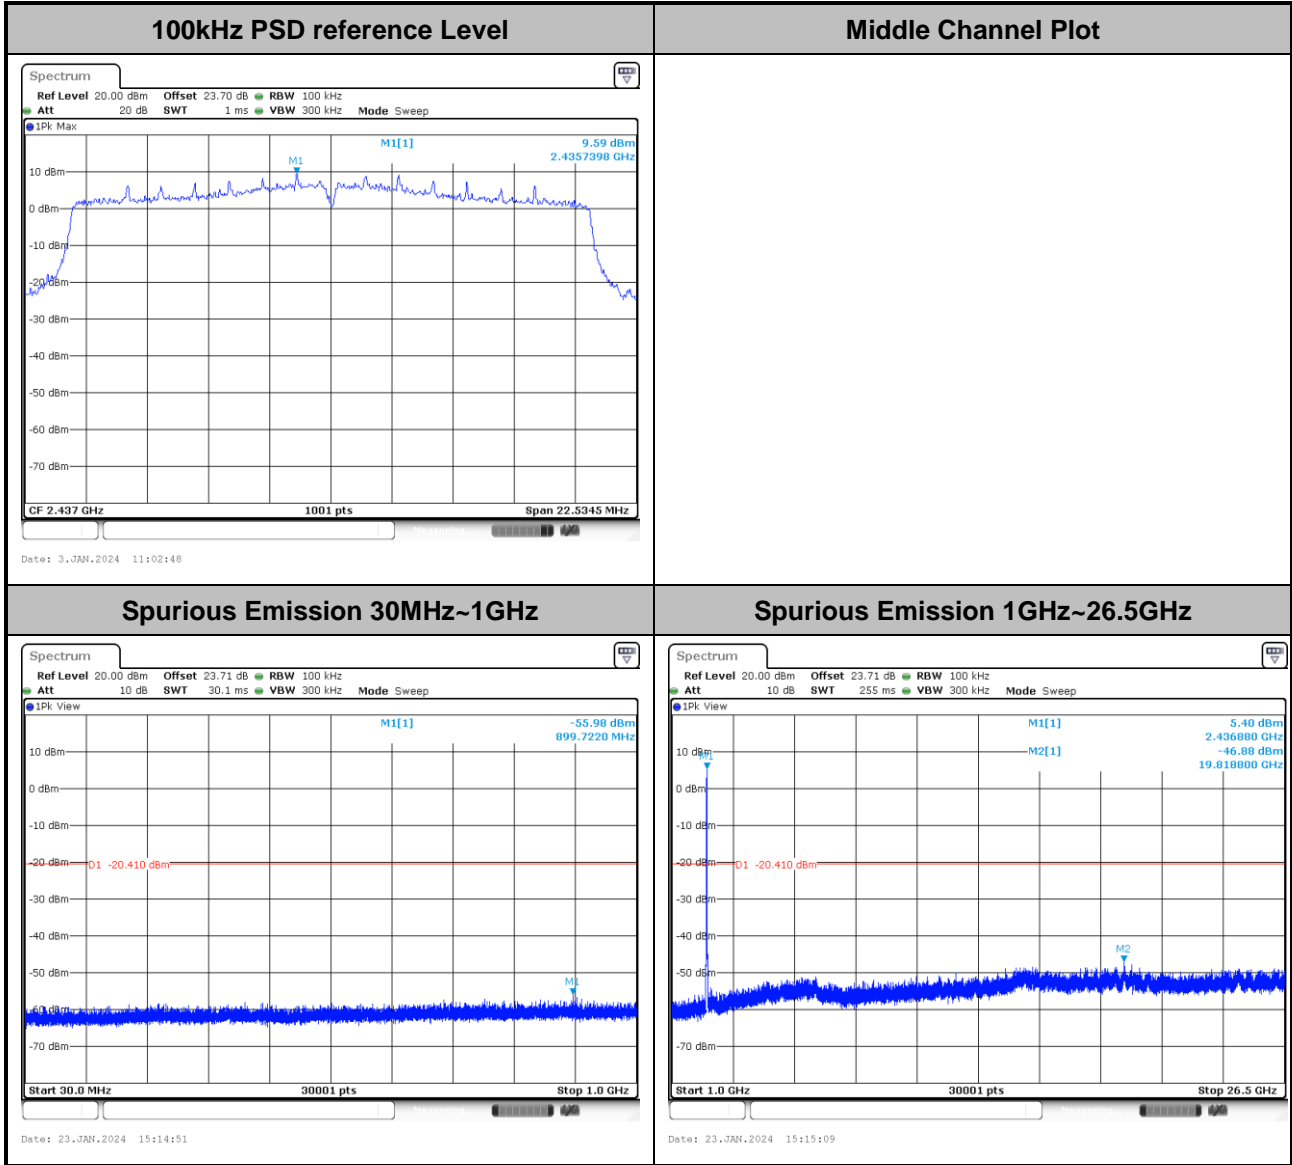 100kHz PSD reference Level
Middle Channel Plot
Spectrum
Ref Level 20.00 dBm Offset 23.70 dB RBW 100 kHz
Att 20 dB SWT 1 ms VBW 300 kHz Mode Sweep
1Pk Max
M1[1] 9.59 dBm
2.4357398 GHz
M1
10 dBm
0 dBm
-10 dBm
-20 dBm
-30 dBm
-40 dBm
-50 dBm
-60 dBm
-70 dBm
CF 2.437 GHz 1001 pts Span 22.5345 MHz
Date: 3.JAN.2024 11:02:48
Spurious Emission 30MHz~1GHz
Spurious Emission 1GHz~26.5GHz
Spectrum
Ref Level 20.00 dBm Offset 23.71 dB RBW 100 kHz
Att 10 dB SWT 30.1 ms VBW 300 kHz Mode Sweep
1Pk View
M1[1] -55.98 dBm
899.7220 MHz
10 dBm
0 dBm
-10 dBm
-20 dBm
D1 -20.410 dBm
-30 dBm
-40 dBm
-50 dBm
M1
-60 dBm
-70 dBm
Start 30.0 MHz 30001 pts Stop 1.0 GHz
Date: 23.JAN.2024 15:14:51
Spectrum
Ref Level 20.00 dBm Offset 23.71 dB RBW 100 kHz
Att 10 dB SWT 255 ms VBW 300 kHz Mode Sweep
1Pk View
M1[1] 5.40 dBm
2.436880 GHz
10 dBm M2[1] -46.88 dBm
M1 19.818800 GHz
0 dBm
-10 dBm
-20 dBm
D1 -20.410 dBm
-30 dBm
-40 dBm
M2
-50 dBm
-60 dBm
-70 dBm
Start 1.0 GHz 30001 pts Stop 26.5 GHz
Date: 23.JAN.2024 15:15:09